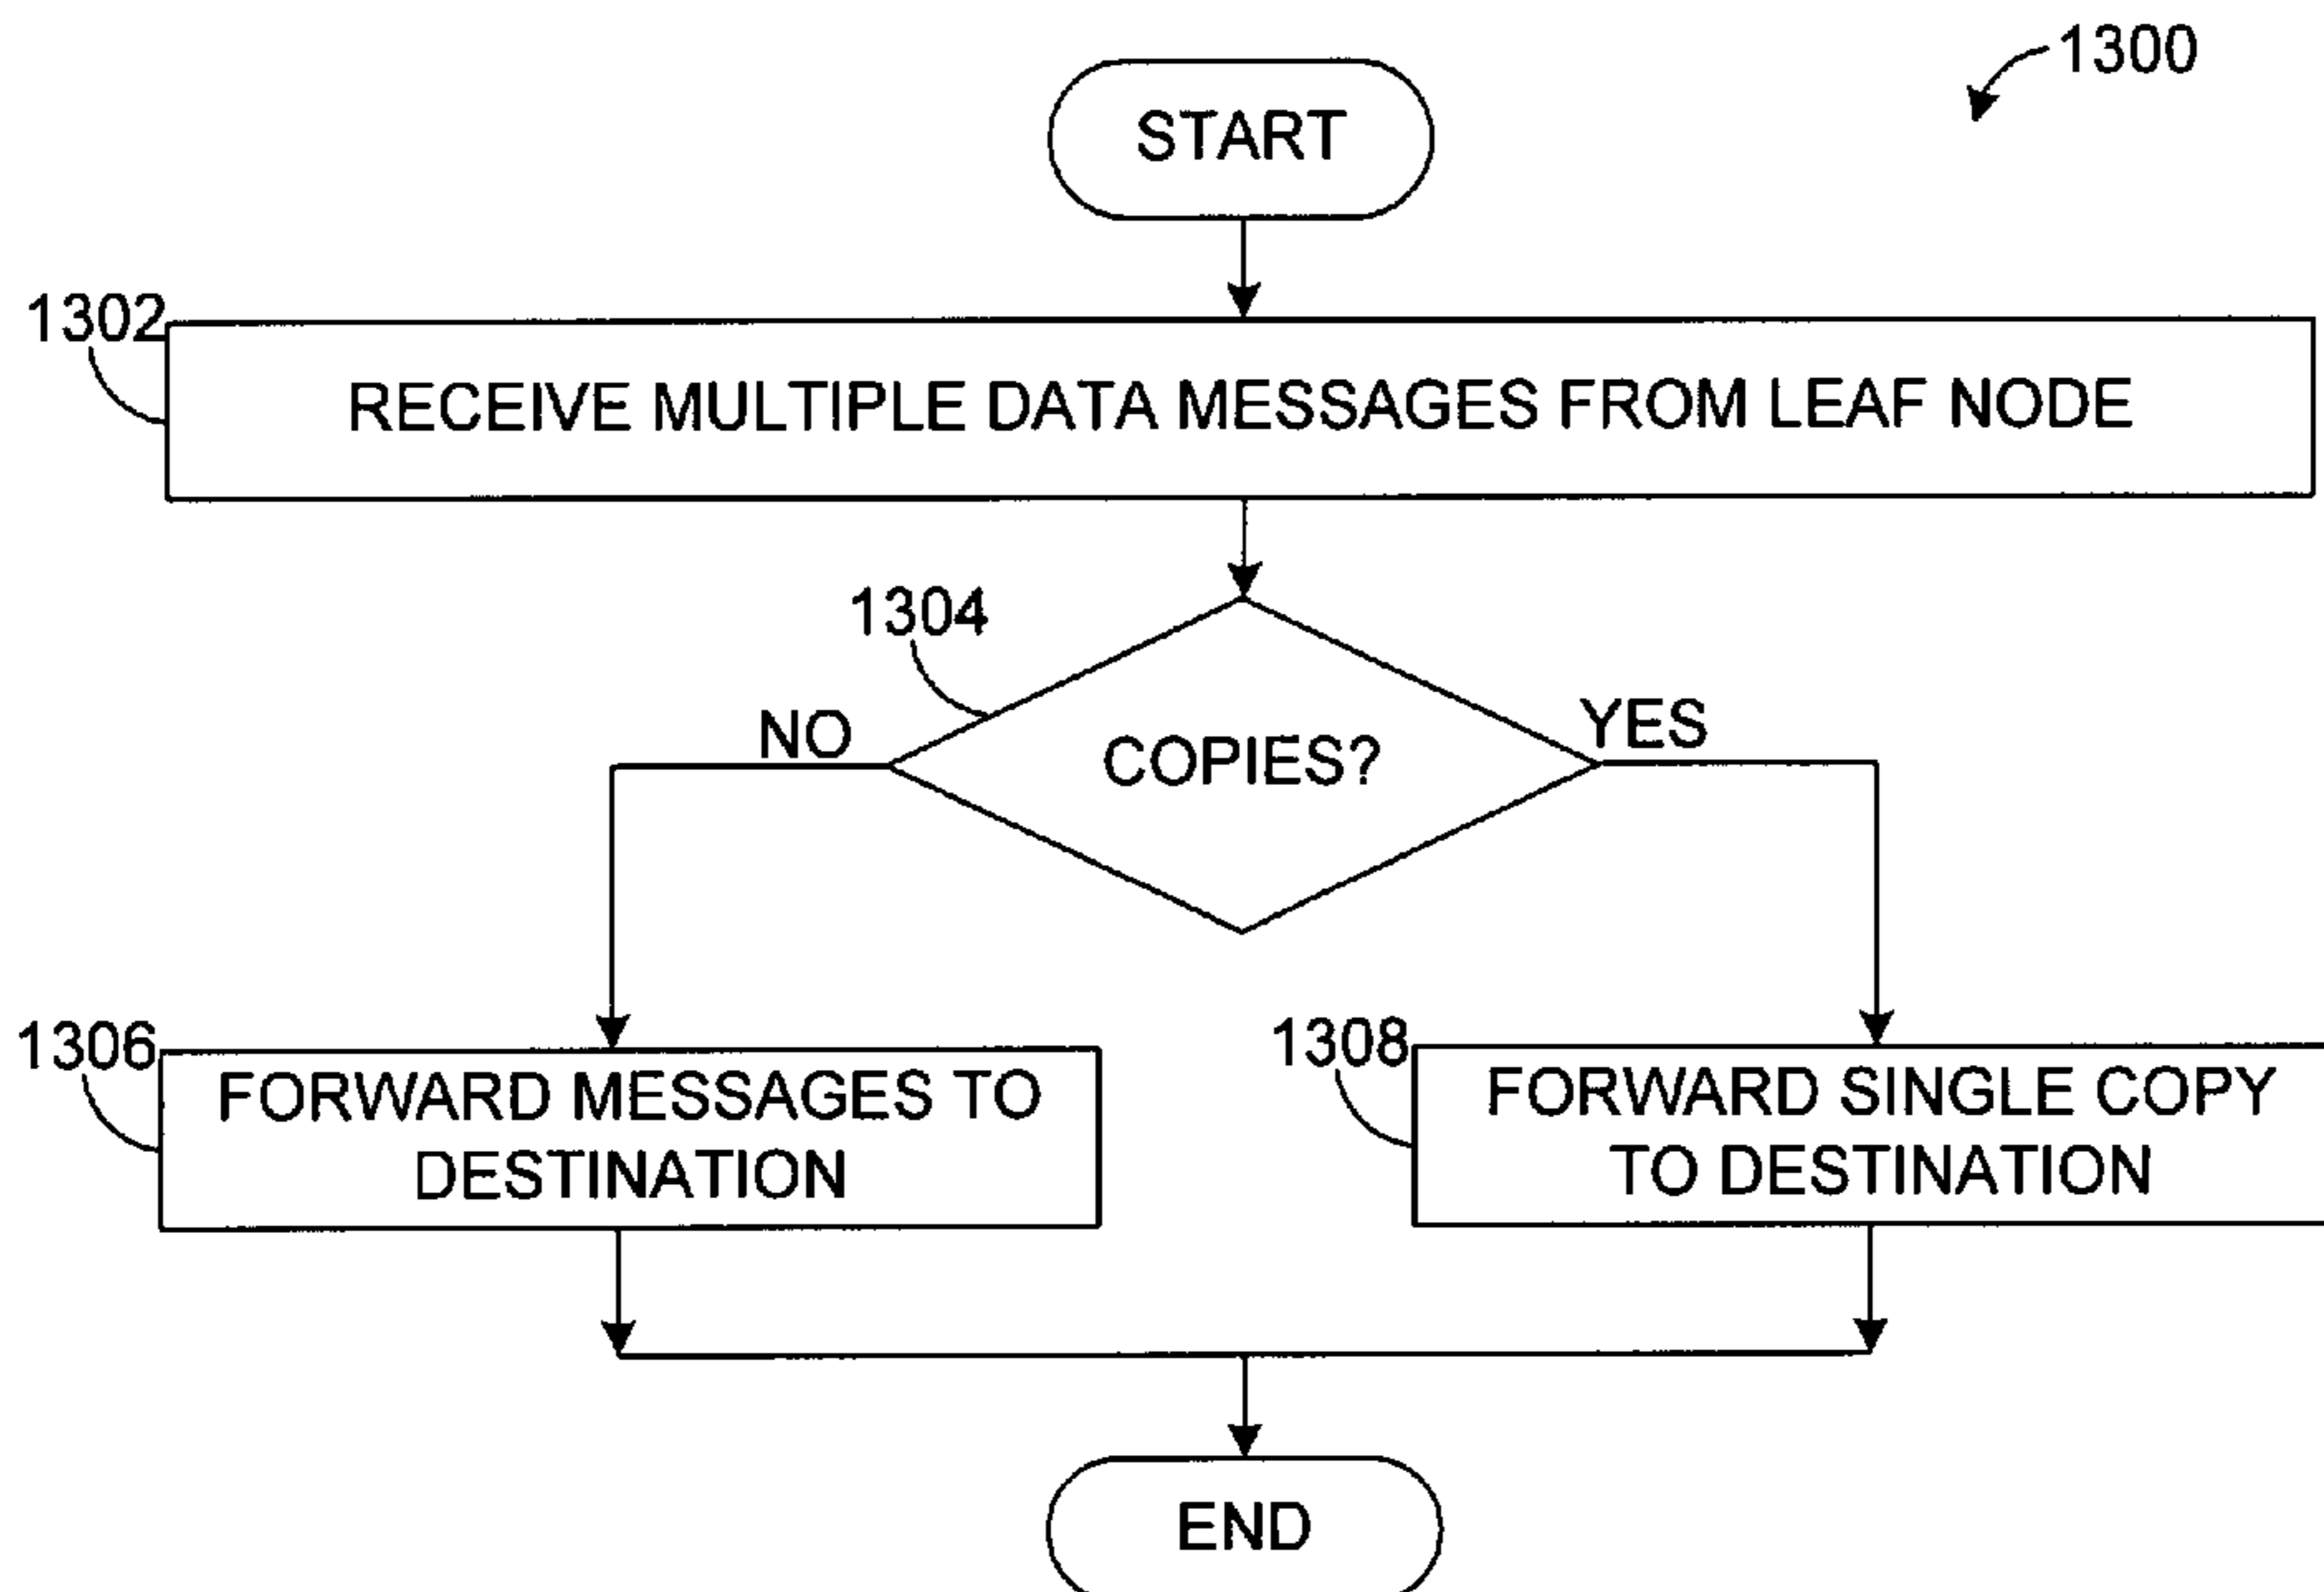 1300
START
1302
RECEIVE MULTIPLE DATA MESSAGES FROM LEAF NODE
1304
NO
COPIES?
YES
1306
FORWARD MESSAGES TO
DESTINATION
1308
FORWARD SINGLE COPY
TO DESTINATION
END